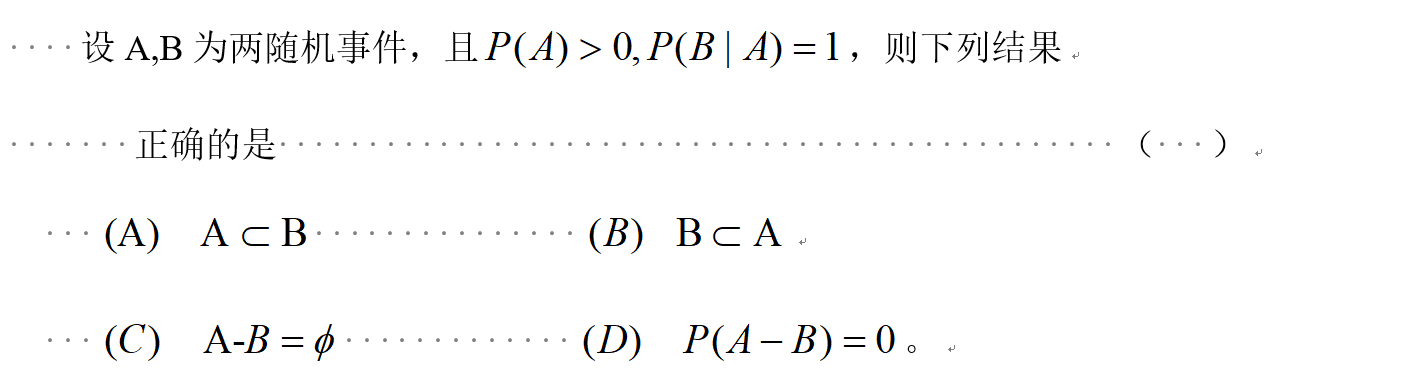 设 A,B 为两随机事件，且 P(A) > 0, P(B | A) = 1，则下列结果
正确的是 （ ）
(A) A ⊂ B (B) B ⊂ A
(C) A-B = ϕ (D) P(A − B) = 0。